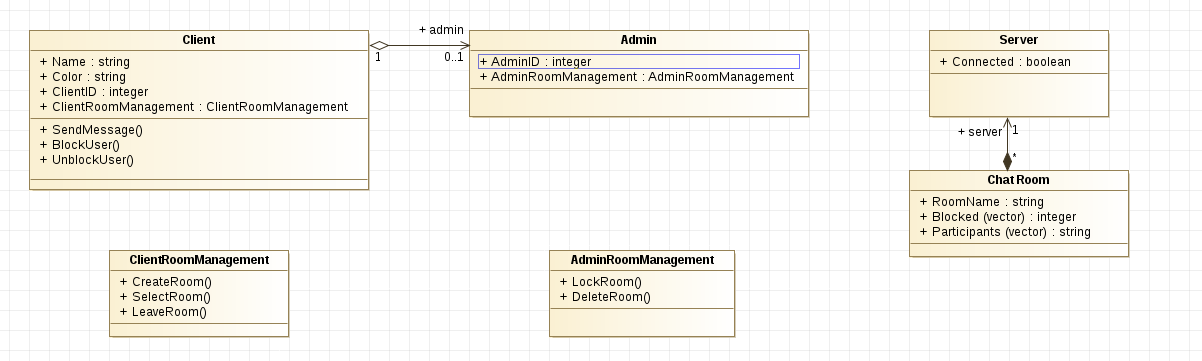 Client
+ Name : string
+ Color : string
+ ClientID : integer
+ ClientRoomManagement : ClientRoomManagement
+ SendMessage()
+ BlockUser()
+ UnblockUser()
+ admin
1
0..1
Admin
+ AdminID : integer
+ AdminRoomManagement : AdminRoomManagement
Server
+ Connected : boolean
+ server
1
*
Chat Room
+ RoomName : string
+ Blocked (vector) : integer
+ Participants (vector) : string
ClientRoomManagement
+ CreateRoom()
+ SelectRoom()
+ LeaveRoom()
AdminRoomManagement
+ LockRoom()
+ DeleteRoom()